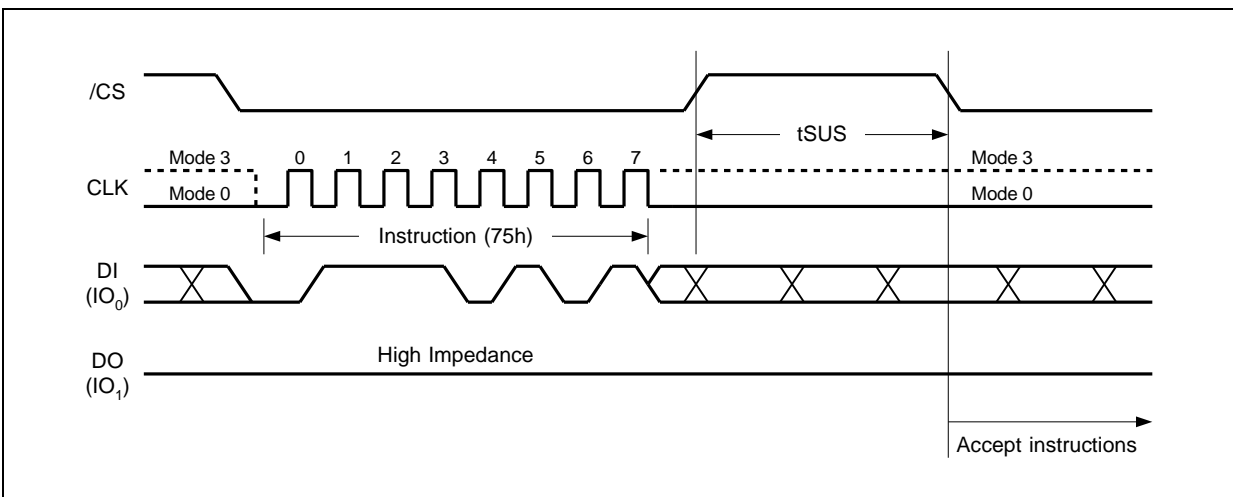 /CS
tSUS
Mode 3 0 1 2 3 4 5 6 7 Mode 3
CLK
Mode 0 Mode 0
Instruction (75h)
DI
(IO0)
High Impedance
DO
(IO1)
Accept instructions